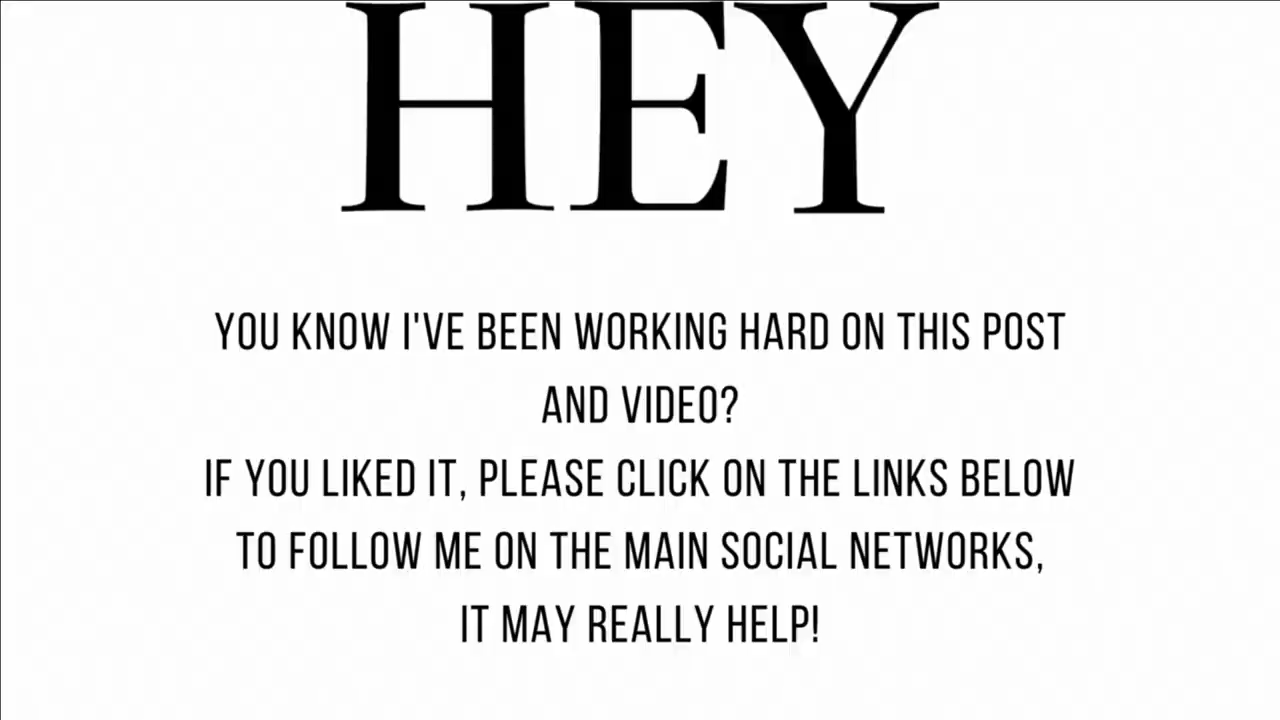 HEY
YOU KNOW I'VE BEEN WORKING HARD ON THIS POST
AND VIDEO?
IF YOU LIKED IT, PLEASE CLICK ON THE LINKS BELOW
TO FOLLOW ME ON THE MAIN SOCIAL NETWORKS,
IT MAY REALLY HELP!